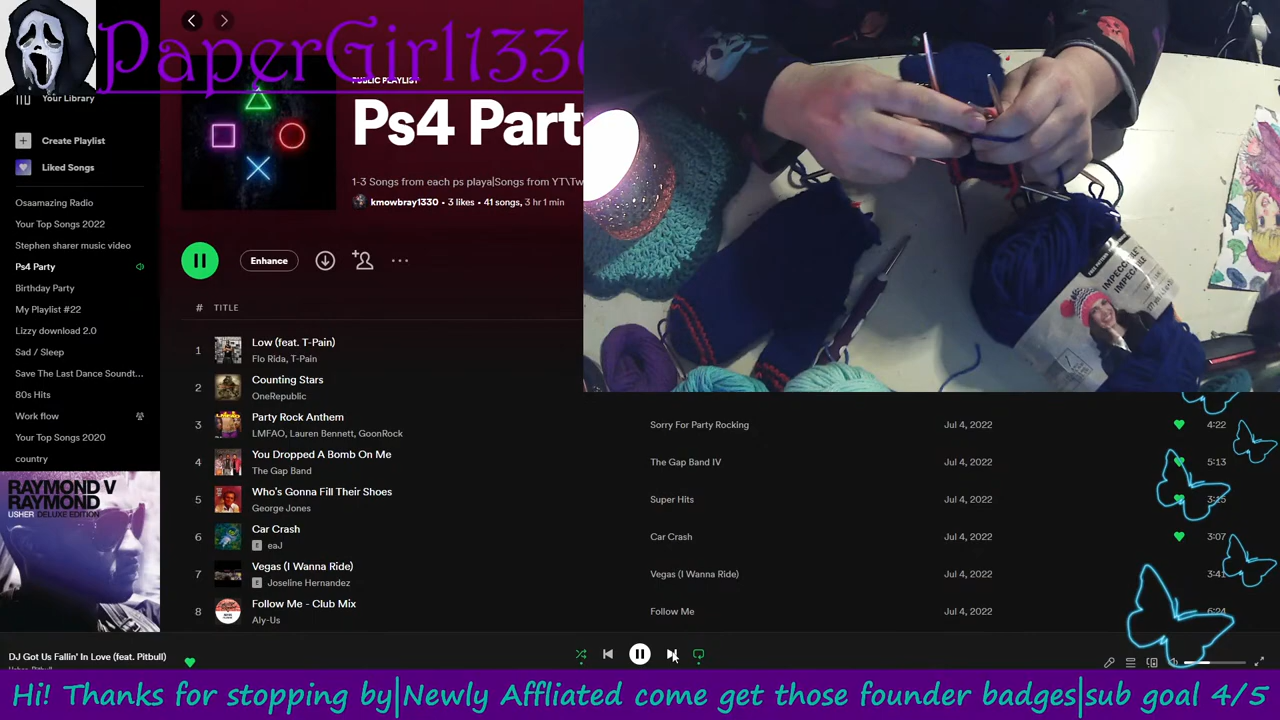 PaperGirl1330
Your Library
PUBLIC PLAYLIST
Ps4 Part
Create Playlist
Liked Songs
1-3 Songs from each ps playa|Songs from YT\Tw
kmowbray1330 • 3 likes • 41 songs, 3 hr 1 min
Osaamazing Radio
Your Top Songs 2022
Stephen sharer music video
Ps4 Party
Birthday Party
My Playlist #22
Lizzy download 2.0
Sad / Sleep
Save The Last Dance Soundt...
80s Hits
Work flow
Your Top Songs 2020
country
Enhance
# TITLE
1 Low (feat. T-Pain)
Flo Rida, T-Pain
2 Counting Stars
OneRepublic
3 Party Rock Anthem Sorry For Party Rocking Jul 4, 2022 4:22
LMFAO, Lauren Bennett, GoonRock
4 You Dropped A Bomb On Me The Gap Band IV Jul 4, 2022 5:13
The Gap Band
5 Who's Gonna Fill Their Shoes Super Hits Jul 4, 2022 3:15
George Jones
6 Car Crash Car Crash Jul 4, 2022 3:07
E eaJ
7 Vegas (I Wanna Ride) Vegas (I Wanna Ride) Jul 4, 2022 3:41
E Joseline Hernandez
8 Follow Me - Club Mix Follow Me Jul 4, 2022 6:24
Aly-Us
IMPECCABLE
IMPECABLE
RAYMOND V
RAYMOND
USHER DELUXE EDITION
DJ Got Us Fallin' In Love (feat. Pitbull)
Usher, Pitbull
Hi! Thanks for stopping by|Newly Affliated come get those founder badges|sub goal 4/5